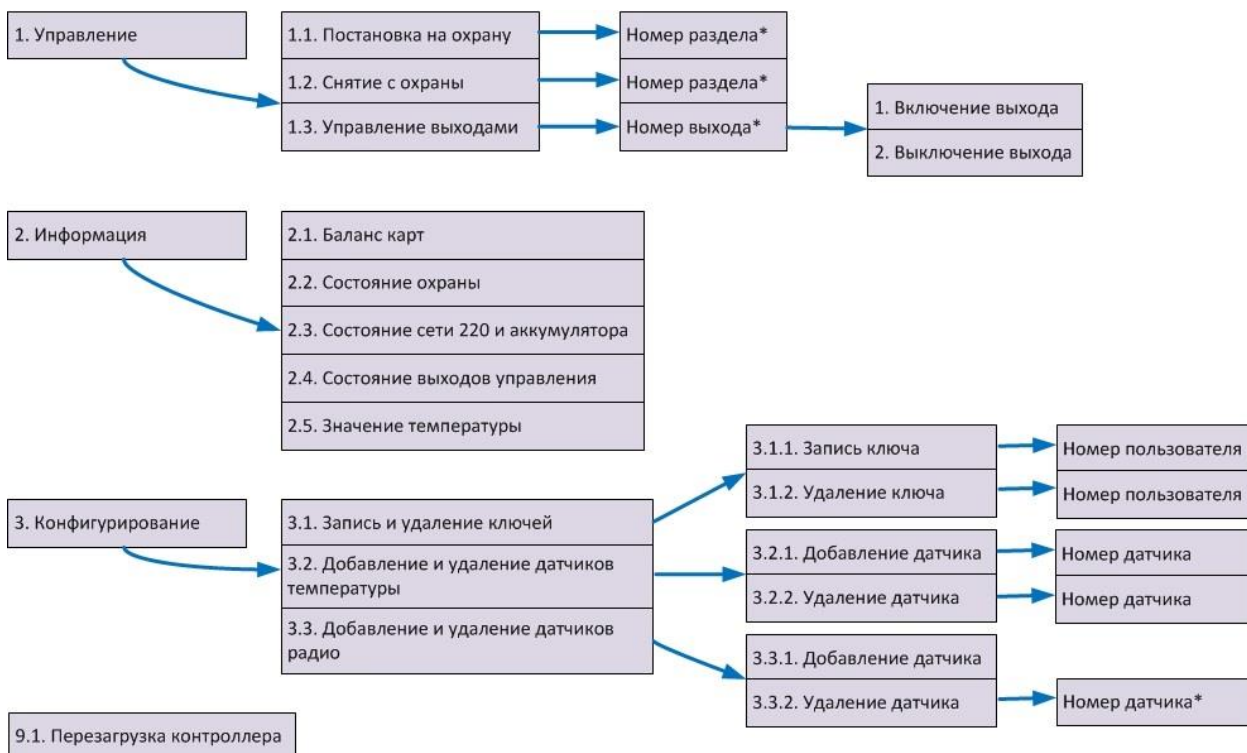 1. Управление
1.1. Постановка на охрану
Номер раздела*
1.2. Снятие с охраны
Номер раздела*
1.3. Управление выходами
Номер выхода*
1. Включение выхода
2. Выключение выхода
2. Информация
2.1. Баланс карт
2.2. Состояние охраны
2.3. Состояние сети 220 и аккумулятора
2.4. Состояние выходов управления
2.5. Значение температуры
3. Конфигурирование
3.1. Запись и удаление ключей
3.2. Добавление и удаление датчиков
температуры
3.3. Добавление и удаление датчиков
радио
3.1.1. Запись ключа
Номер пользователя
3.1.2. Удаление ключа
Номер пользователя
3.2.1. Добавление датчика
Номер датчика
3.2.2. Удаление датчика
Номер датчика
3.3.1. Добавление датчика
3.3.2. Удаление датчика
Номер датчика*
9.1. Перезагрузка контроллера